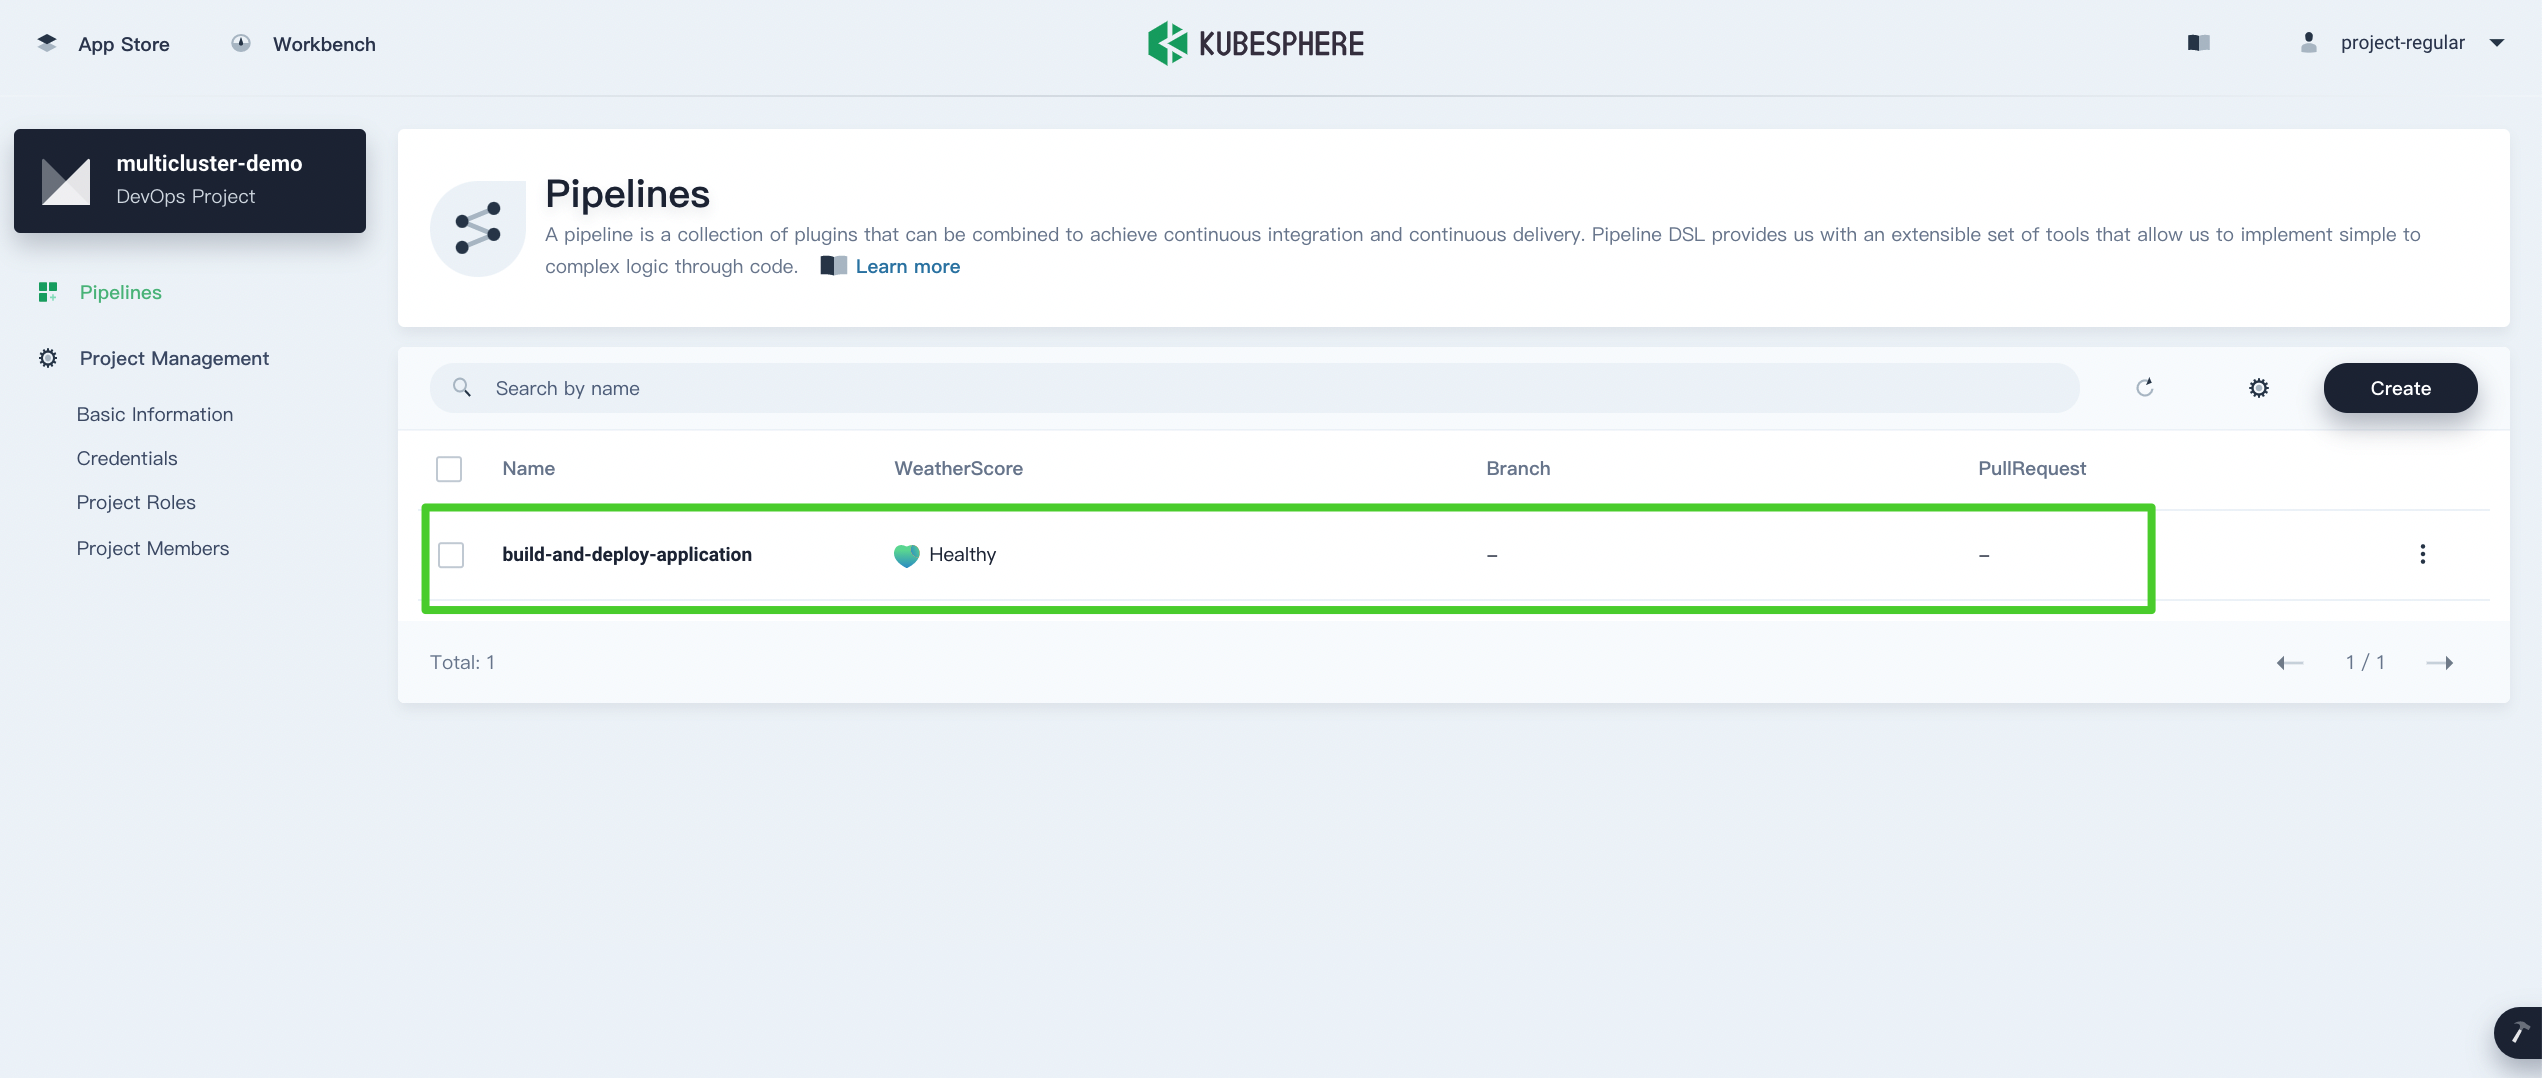 App Store
Workbench
KUBESPHERE
project-regular
multicluster-demo
DevOps Project
Pipelines
Project Management
Basic Information
Credentials
Project Roles
Project Members
Pipelines
A pipeline is a collection of plugins that can be combined to achieve continuous integration and continuous delivery. Pipeline DSL provides us with an extensible set of tools that allow us to implement simple to
complex logic through code. Learn more
Search by name
Create
Name WeatherScore Branch PullRequest
build-and-deploy-application Healthy – –
Total: 1
1 / 1